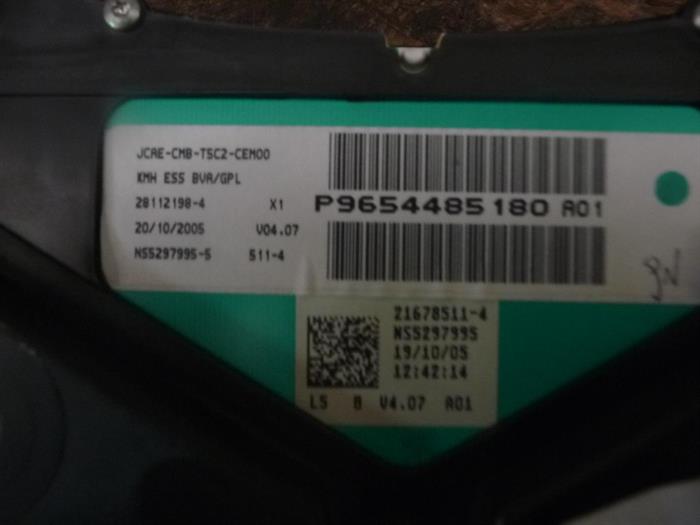 JCAE-CMB-T5C2-CEM00
KMH ESS BVA/GPL
28112198-4 X1
20/10/2005 V04.07
NS5297995-5 511-4
P9654485180 A01
21678511-4
NS5297995
19/10/05
12:42:14
L5 8 V4.07 A01